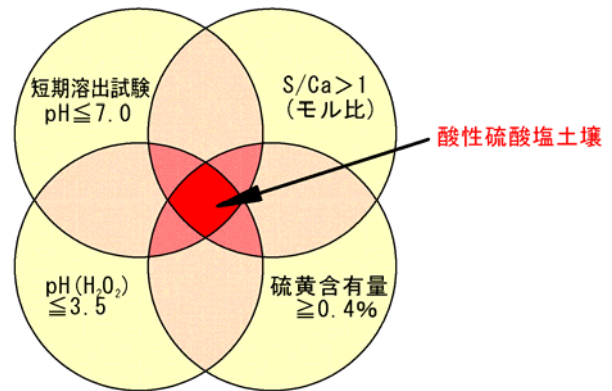 短期溶出試験
pH≦7.0
S/Ca＞1
(モル比)
酸性硫酸塩土壌
pH(H₂O₂)
≦3.5
硫黄含有量
≧0.4%